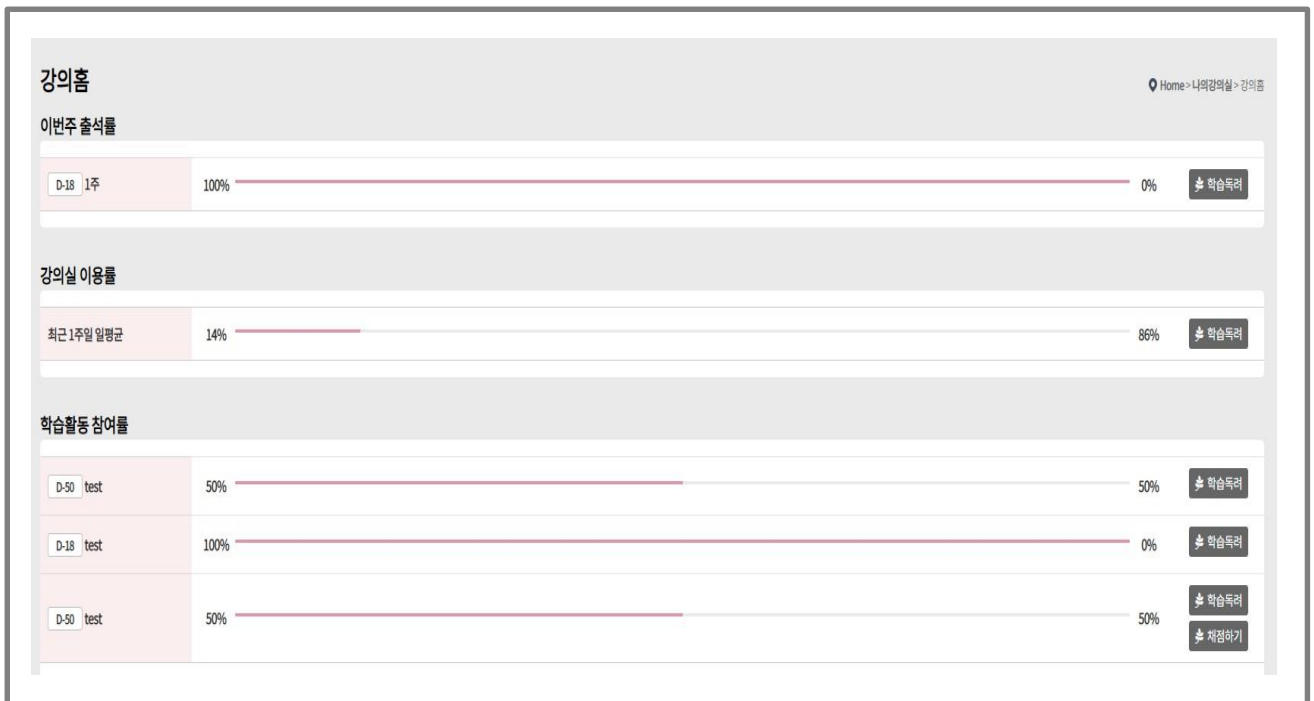 강의홈
Home > 나의강의실 > 강의홈
이번주 출석률
D-18 1주 100% 0% 학습독려
강의실 이용률
최근 1주일 일평균 14% 86% 학습독려
학습활동 참여률
D-50 test 50% 50% 학습독려
D-18 test 100% 0% 학습독려
D-50 test 50% 50% 학습독려
채점하기